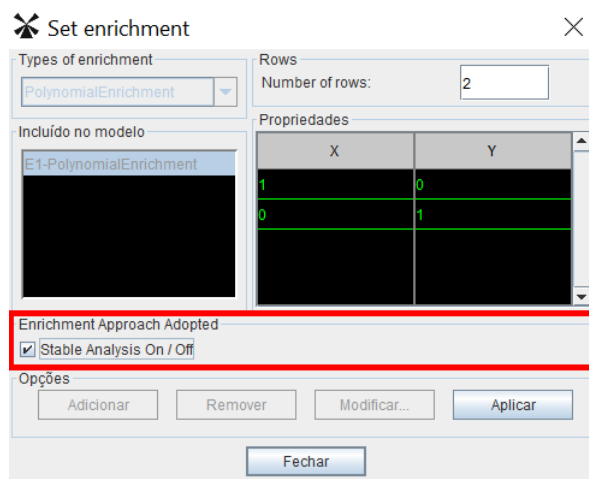 Set enrichment
Types of enrichment
PolynomialEnrichment
Rows
Number of rows:
2
Incluído no modelo
E1-PolynomialEnrichment
Propriedades
X Y
1 0
0 1
Enrichment Approach Adopted
Stable Analysis On / Off
Opções
Adicionar Remover Modificar... Aplicar
Fechar